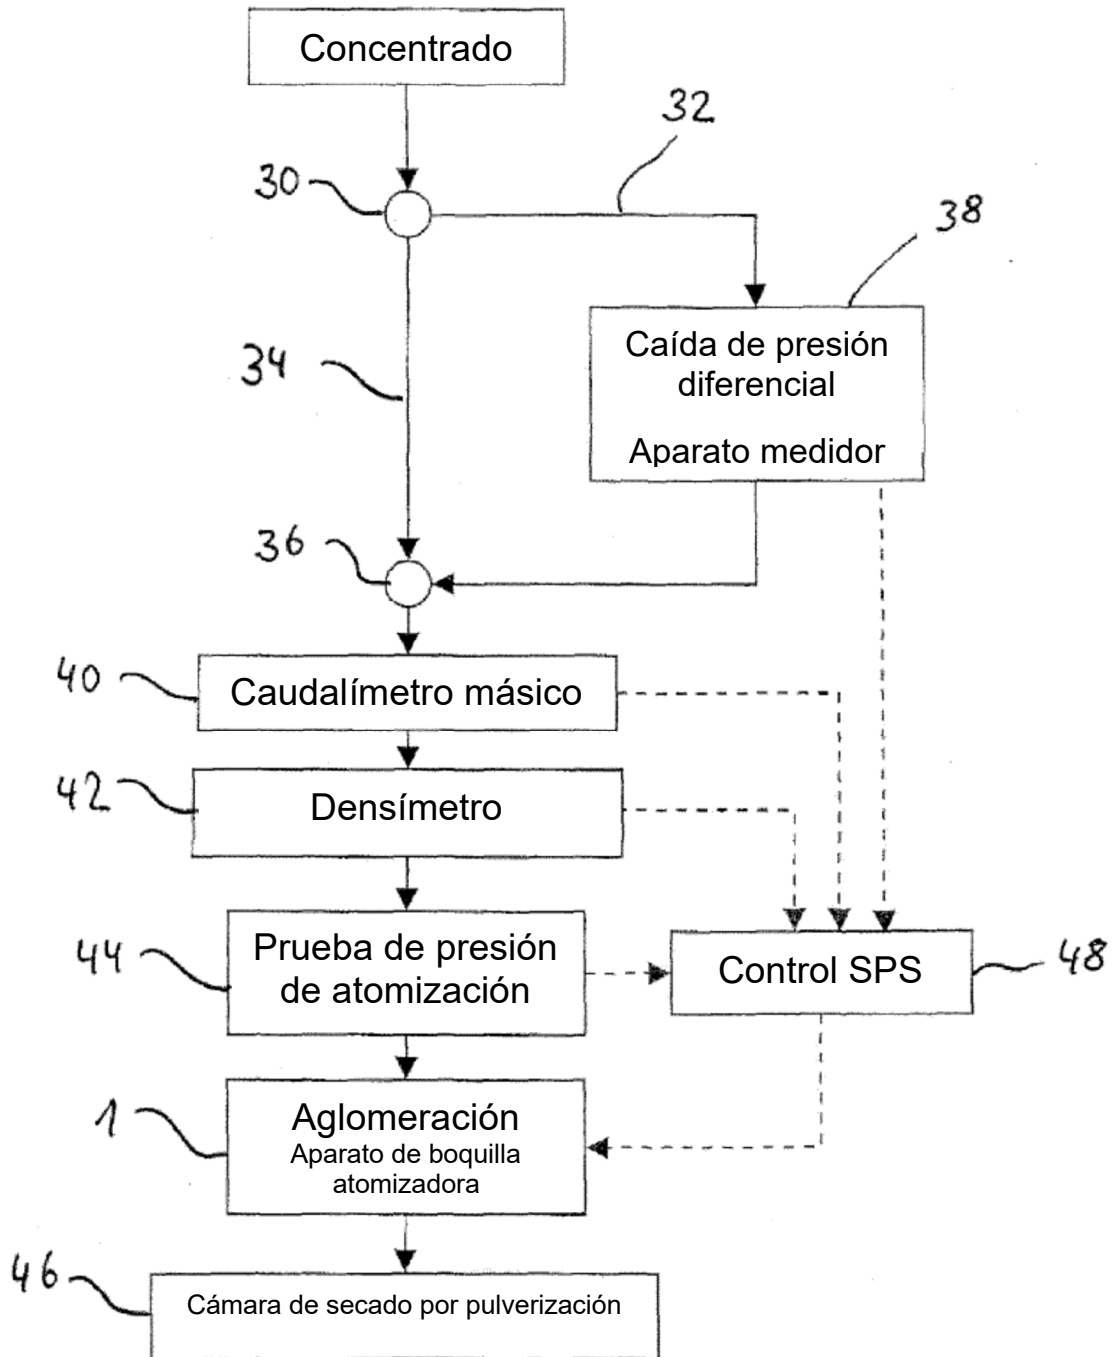 Concentrado
32
30
38
Caída de presión
diferencial
34
Aparato medidor
36
40
Caudalímetro másico
42
Densímetro
44
Prueba de presión
de atomización
Control SPS
48
1
Aglomeración
Aparato de boquilla
atomizadora
46
Cámara de secado por pulverización